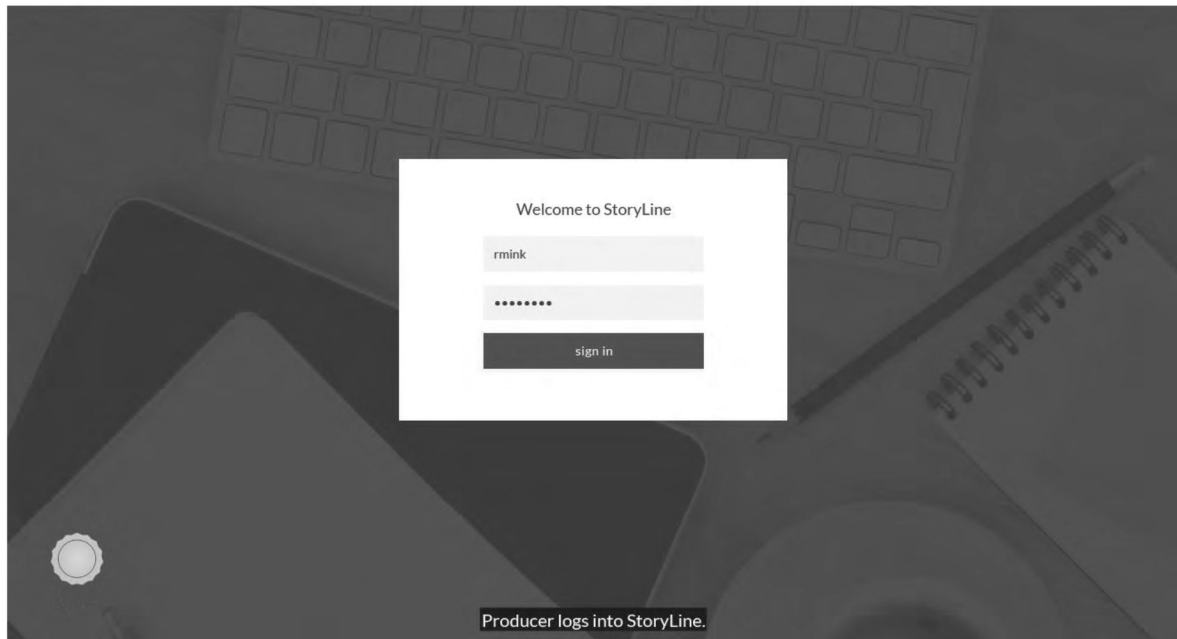 Welcome to StoryLine
rmink
••••••••
sign in
Producer logs into StoryLine.